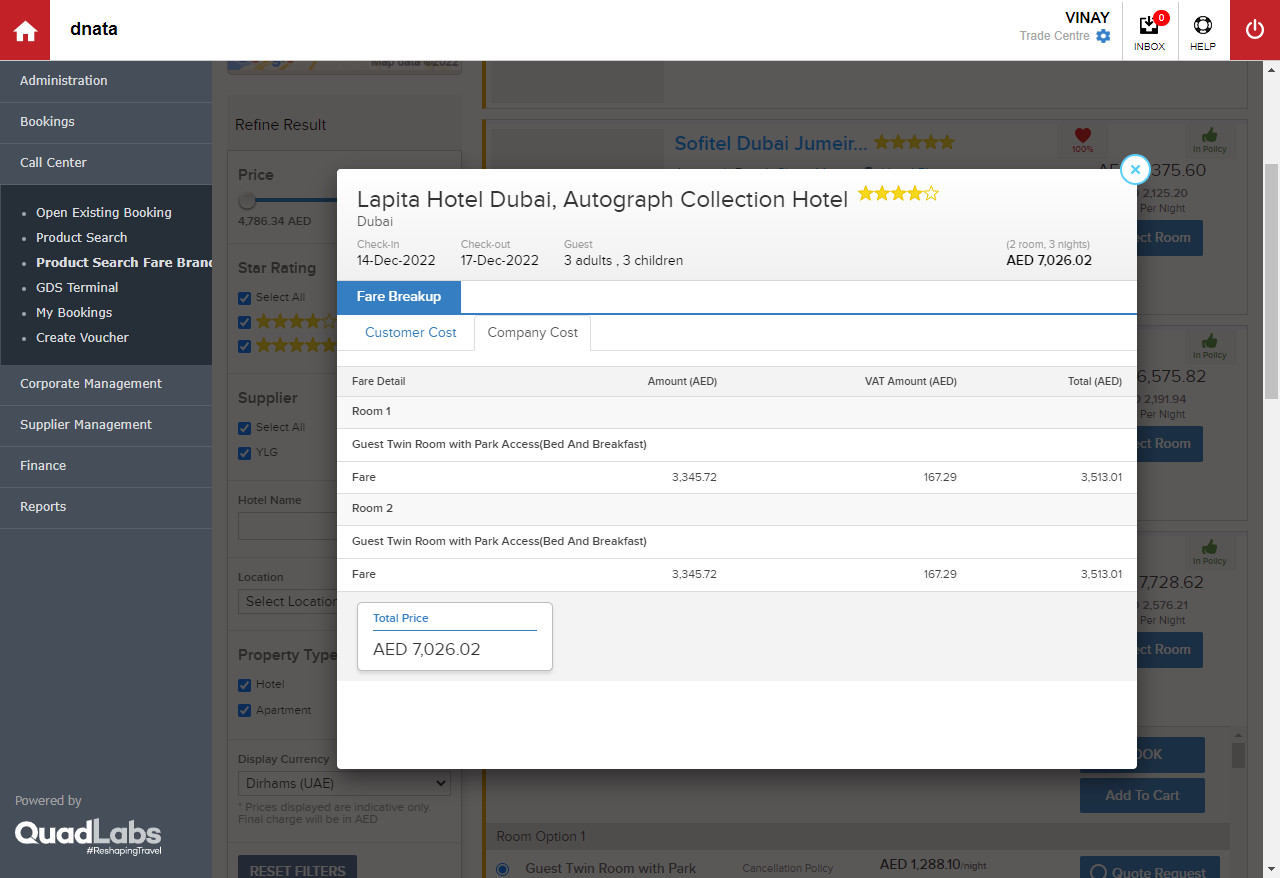 dnata
VINAY
Trade Centre
0
INBOX
HELP
Administration
Bookings
Call Center
Open Existing Booking
Product Search
Product Search Fare Brand
GDS Terminal
My Bookings
Create Voucher
Corporate Management
Supplier Management
Finance
Reports
Powered by
QuadLabs
#ReshapingTravel
Map data ©2022
Refine Result
Price
4,786.34 AED
Star Rating
Select All
Supplier
Select All
YLG
Hotel Name
Location
Select Location
Property Type
Hotel
Apartment
Display Currency
Dirhams (UAE)
* Prices displayed are indicative only.
Final charge will be in AED
RESET FILTERS
Sofitel Dubai Jumeir...
100%
In Policy
375.60
2,125.20
Per Night
ct Room
Lapita Hotel Dubai, Autograph Collection Hotel
Dubai
Check-in
14-Dec-2022
Check-out
17-Dec-2022
Guest
3 adults , 3 children
(2 room, 3 nights)
AED 7,026.02
Fare Breakup
Customer Cost
Company Cost
Fare Detail Amount (AED) VAT Amount (AED) Total (AED)
Room 1
Guest Twin Room with Park Access(Bed And Breakfast)
Fare 3,345.72 167.29 3,513.01
Room 2
Guest Twin Room with Park Access(Bed And Breakfast)
Fare 3,345.72 167.29 3,513.01
Total Price
AED 7,026.02
In Policy
6,575.82
2,191.94
Per Night
ect Room
In Policy
7,728.62
2,576.21
Per Night
ect Room
OOK
Add To Cart
Room Option 1
Guest Twin Room with Park
Cancellation Policy
AED 1,288.10/night
Quote Request